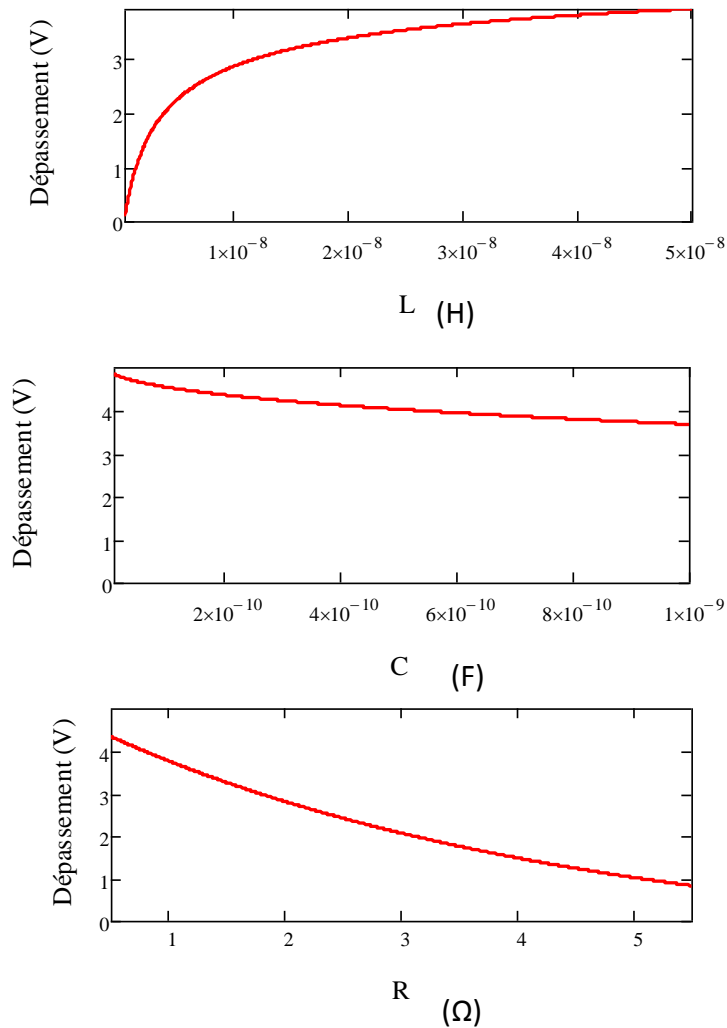 Dépassement (V)
3
2
1
0
1×10⁻⁸ 2×10⁻⁸ 3×10⁻⁸ 4×10⁻⁸ 5×10⁻⁸
L (H)
Dépassement (V)
4
3
2
1
0
2×10⁻¹⁰ 4×10⁻¹⁰ 6×10⁻¹⁰ 8×10⁻¹⁰ 1×10⁻⁹
C (F)
Dépassement (V)
4
3
2
1
0
1 2 3 4 5
R (Ω)